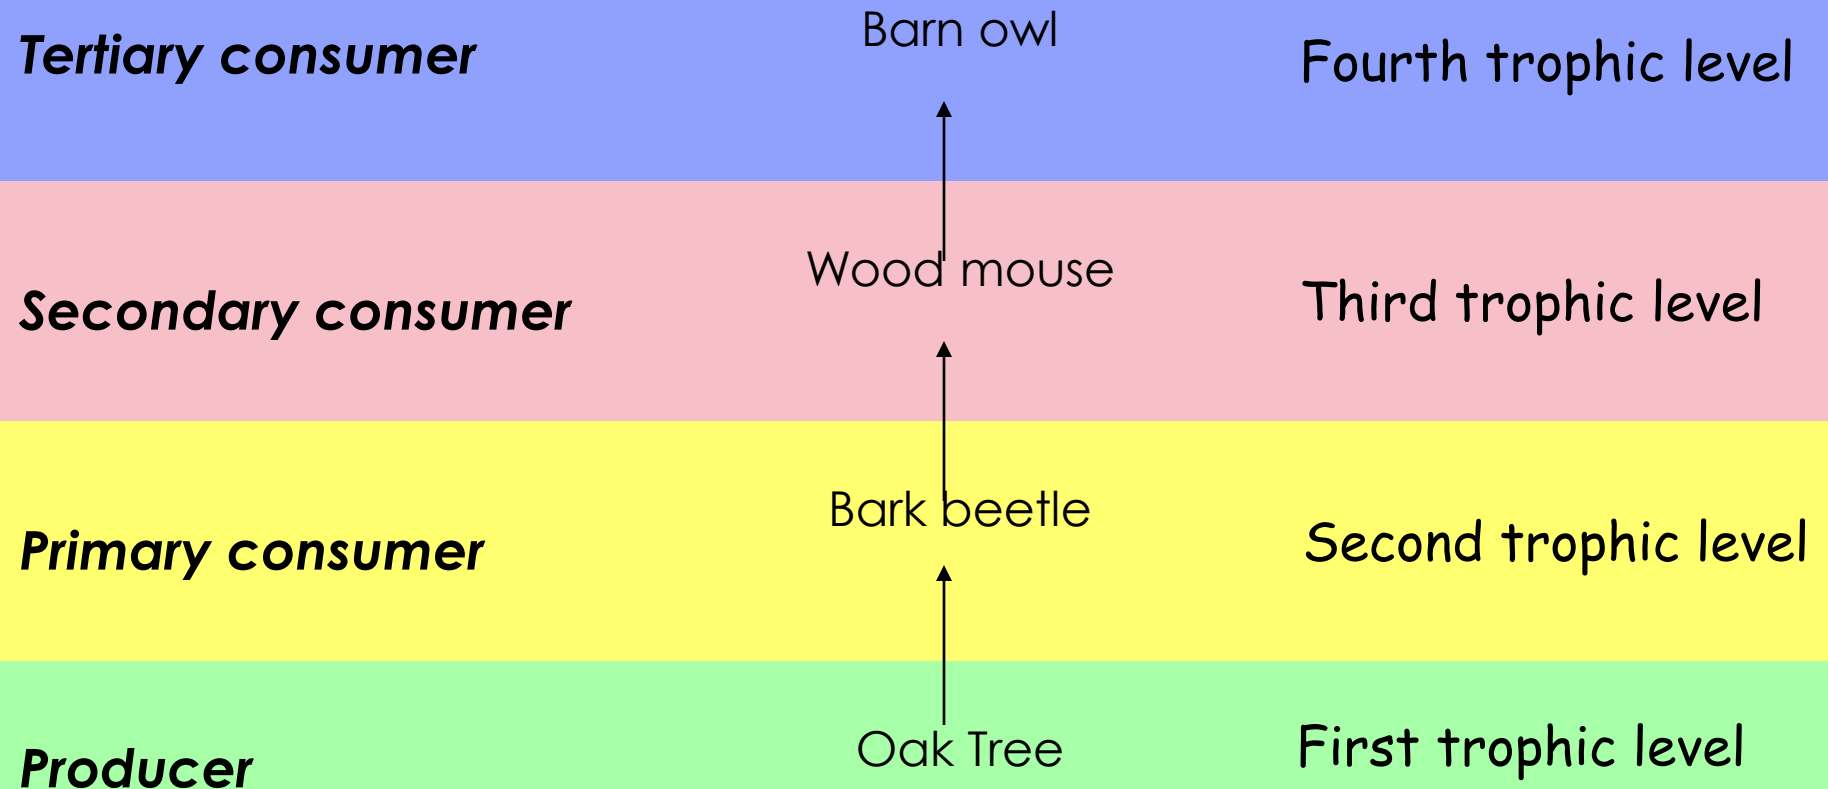 Tertiary consumer
Barn owl
Fourth trophic level
Secondary consumer
Wood mouse
Third trophic level
Primary consumer
Bark beetle
Second trophic level
Producer
Oak Tree
First trophic level